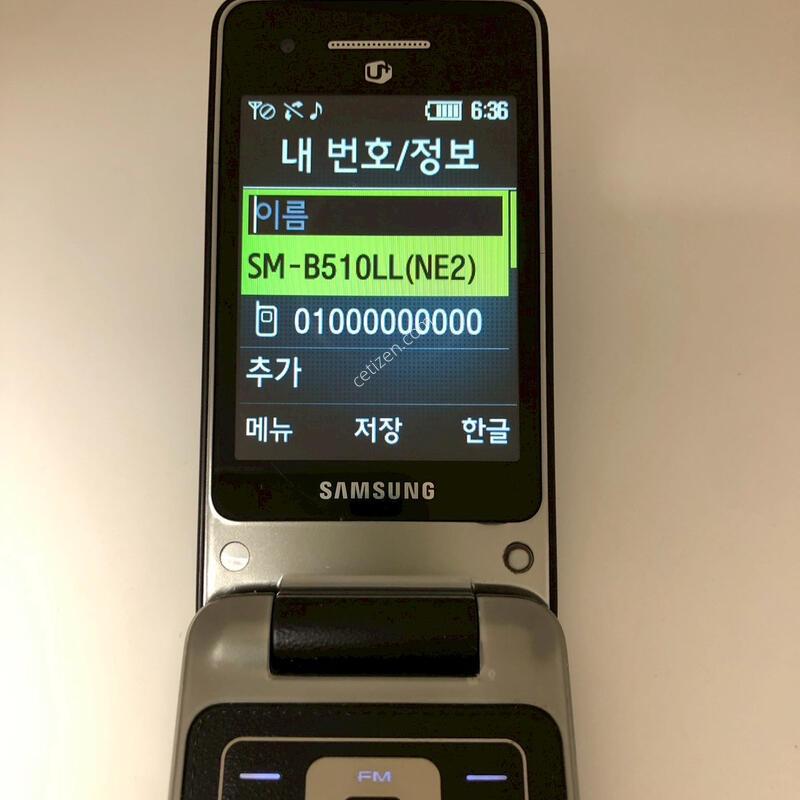 U+
6:36
내 번호/정보
이름
SM-B510LL(NE2)
01000000000
cetizen.com
추가
메뉴 저장 한글
SAMSUNG
FM